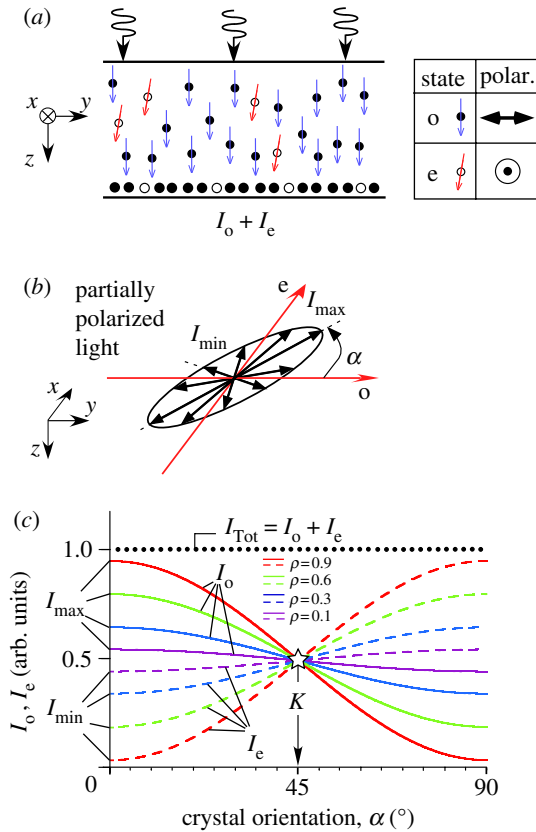 (a)
x
y
z
state polar.
o
e
I_o + I_e
(b)
partially
polarized
light
e
I_max
I_min
α
o
x
y
z
(c)
I_Tot = I_o + I_e
1.0
I_o
ρ=0.9
ρ=0.6
ρ=0.3
ρ=0.1
I_max
0.5
K
I_min
I_e
I_o, I_e (arb. units)
0
45
90
crystal orientation, α (°)